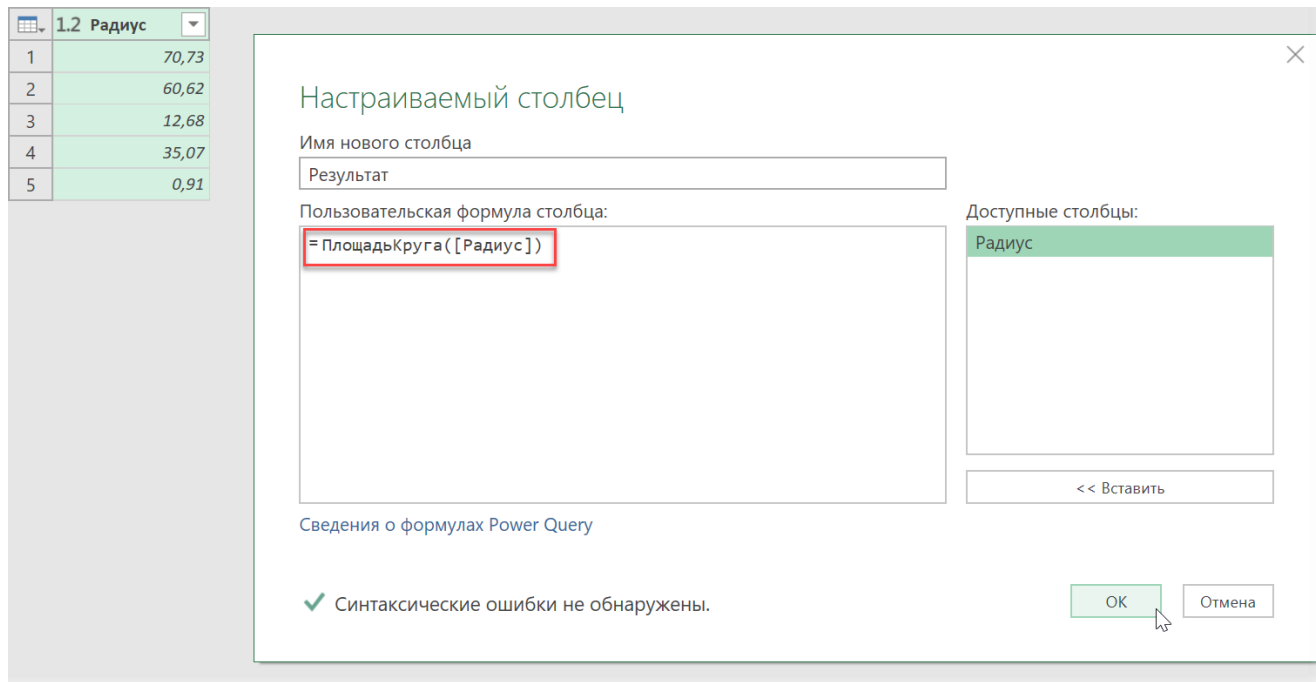 1.2 Радиус
1 70,73
2 60,62
3 12,68
4 35,07
5 0,91
Настраиваемый столбец
Имя нового столбца
Результат
Пользовательская формула столбца:
= ПлощадьКруга([Радиус])
Доступные столбцы:
Радиус
<< Вставить
Сведения о формулах Power Query
Синтаксические ошибки не обнаружены.
ОК
Отмена